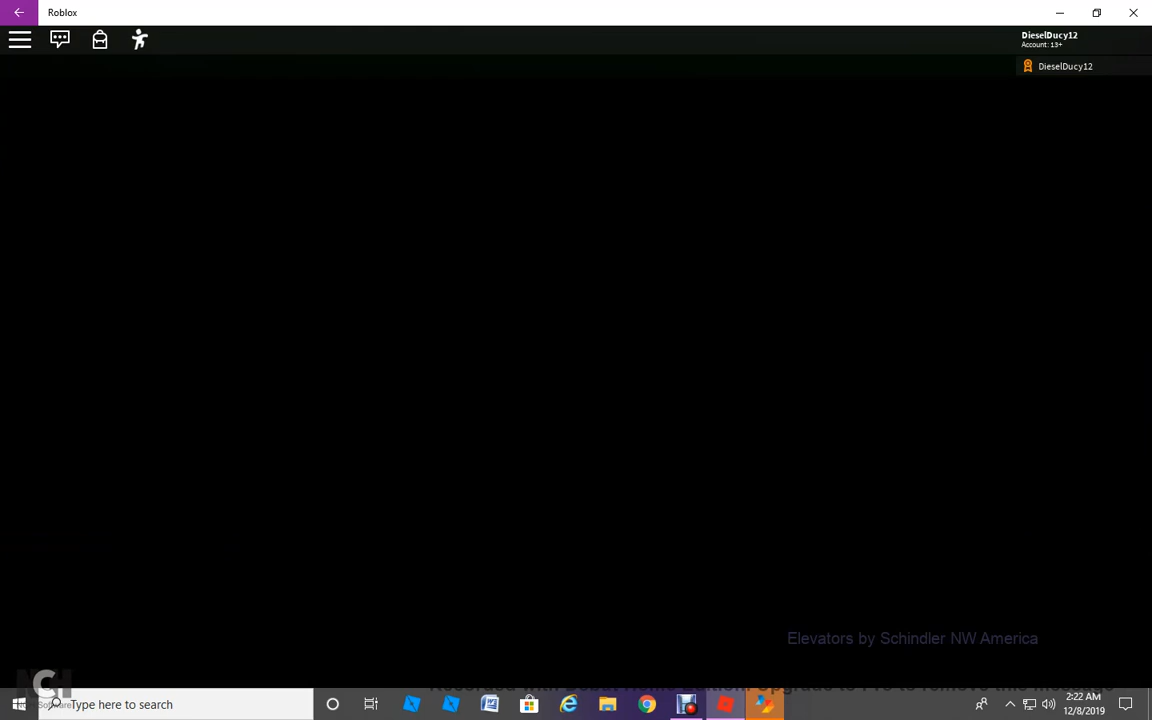 Roblox
DieselDucy12
Account: 13+
DieselDucy12
Elevators by Schindler NW America
NCH
Type here to search
2:22 AM
12/8/2019